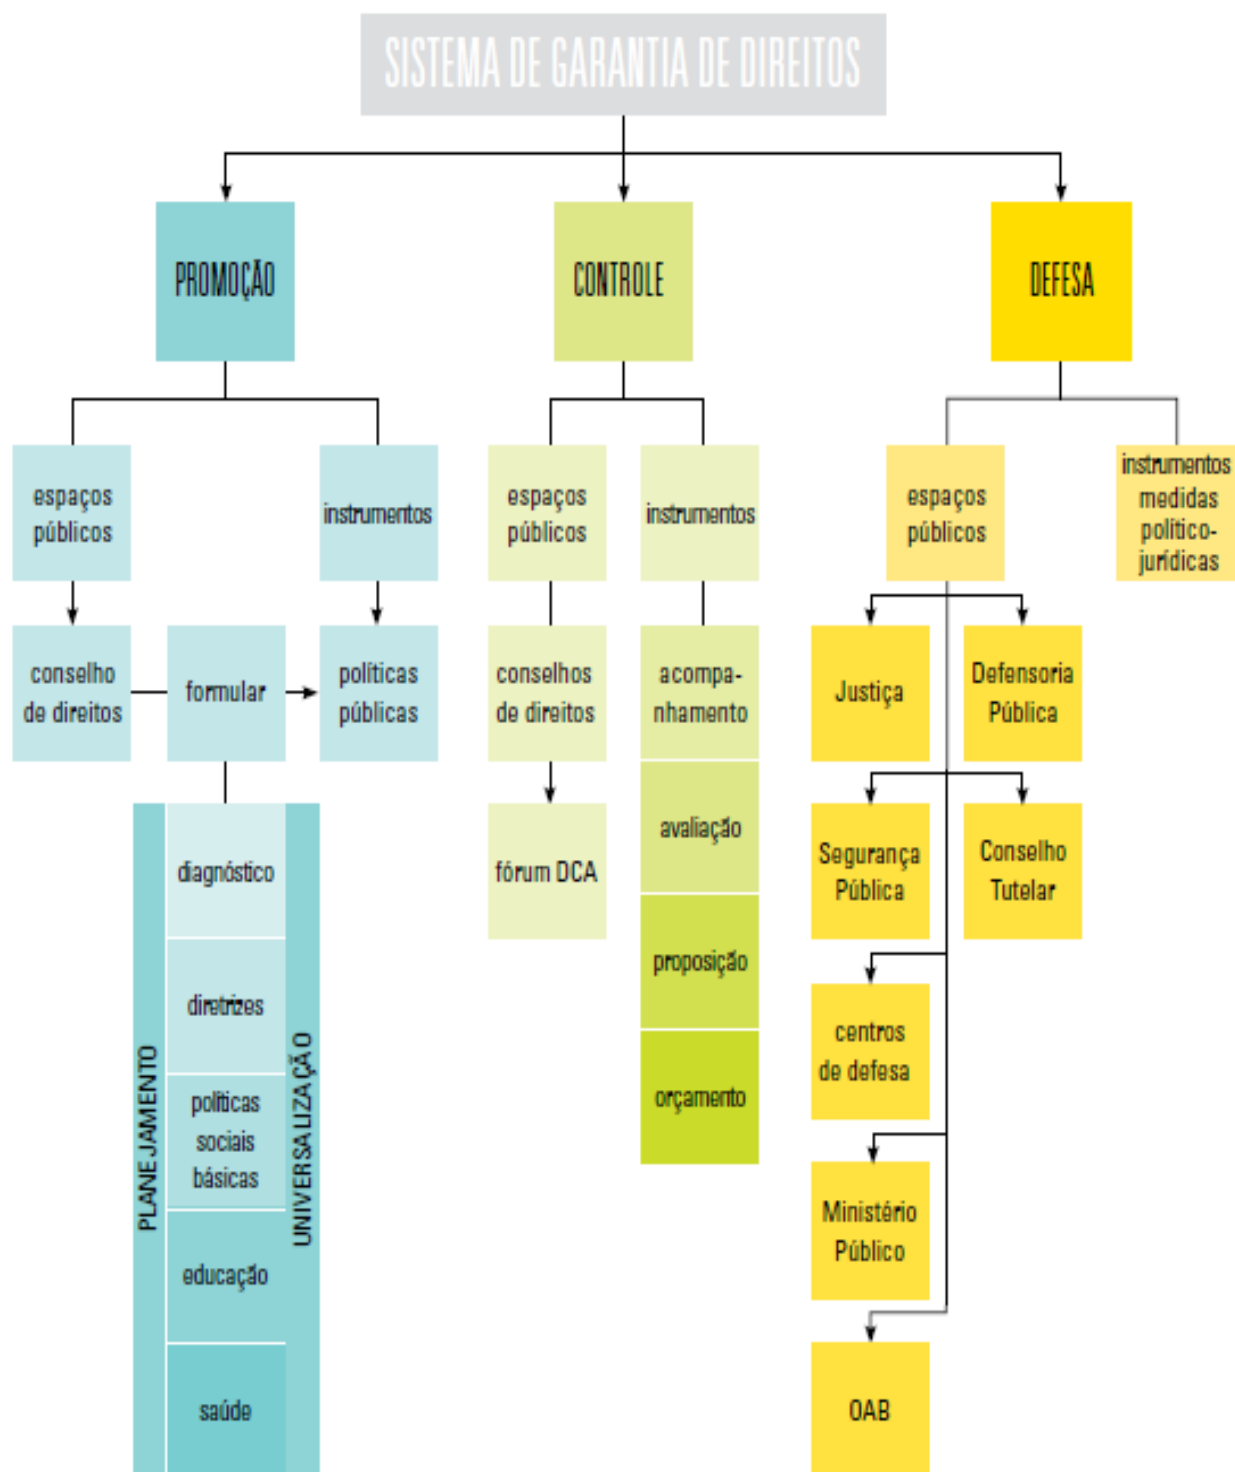 SISTEMA DE GARANTIA DE DIREITOS
PROMOÇÃO
CONTROLE
DEFESA
espaços
públicos
instrumentos
espaços
públicos
instrumentos
espaços
públicos
instrumentos
medidas
político-
jurídicas
conselho
de direitos
formular
políticas
públicas
conselhos
de direitos
acompa-
nhamento
Justiça
Defensoria
Pública
diagnóstico
fórum DCA
avaliação
Segurança
Pública
Conselho
Tutelar
diretrizes
proposição
centros
de defesa
PLANEJAMENTO
UNIVERSALIZAÇÃO
políticas
sociais
básicas
orçamento
Ministério
Público
educação
saúde
OAB